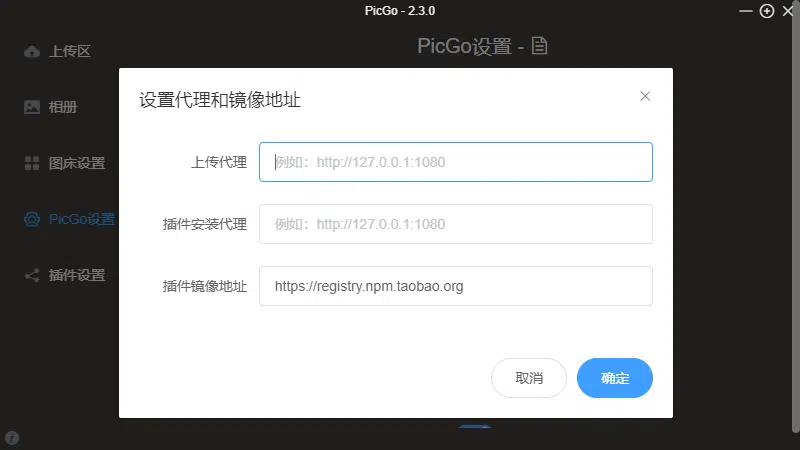 PicGo - 2.3.0
上传区
PicGo设置 -
相册
图床设置
PicGo设置
插件设置
设置代理和镜像地址
上传代理 例如：http://127.0.0.1:1080
插件安装代理 例如：http://127.0.0.1:1080
插件镜像地址 https://registry.npm.taobao.org
取消 确定